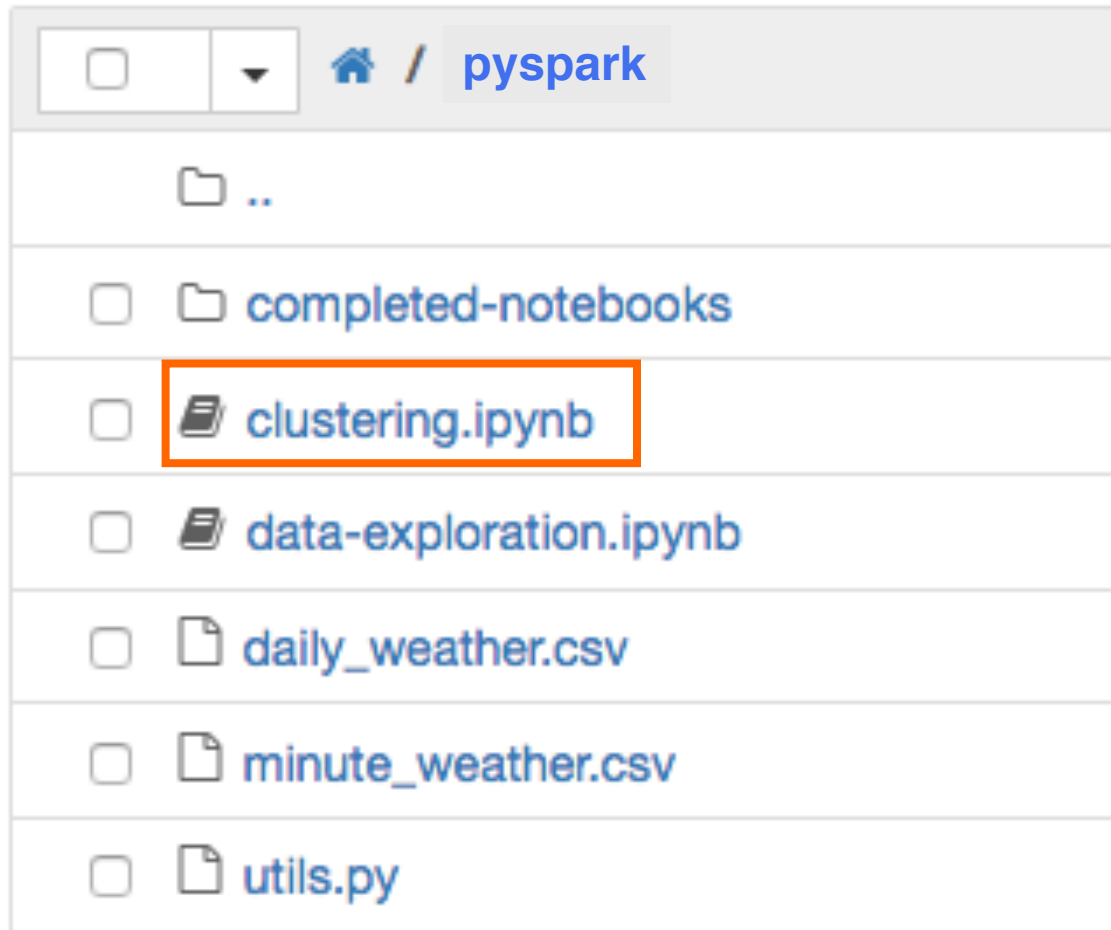 / pyspark
..
completed-notebooks
clustering.ipynb
data-exploration.ipynb
daily_weather.csv
minute_weather.csv
utils.py